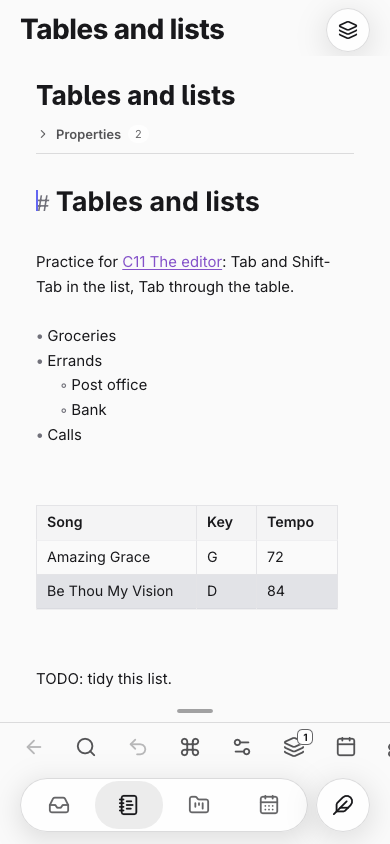 Tables and lists
Tables and lists
Properties 2
# Tables and lists
Practice for C11 The editor: Tab and Shift-
Tab in the list, Tab through the table.
• Groceries
• Errands
◦ Post office
◦ Bank
• Calls
Song Key Tempo
Amazing Grace G 72
Be Thou My Vision D 84
TODO: tidy this list.
1